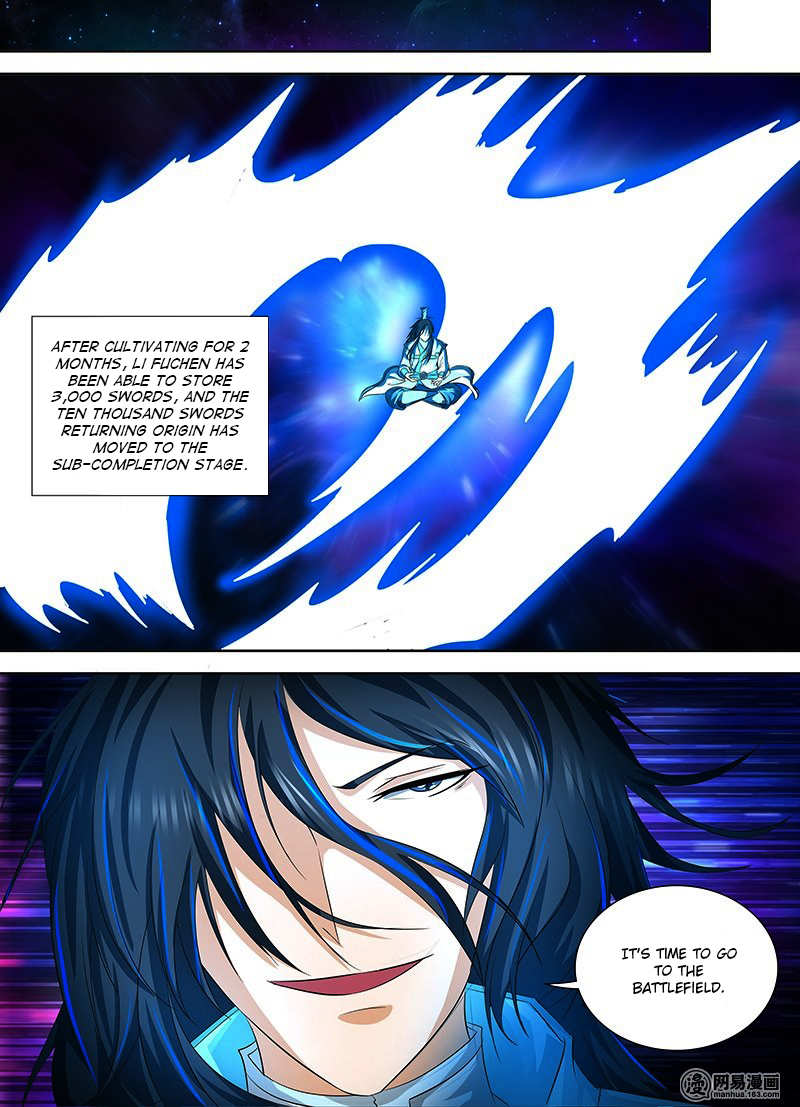 AFTER CULTIVATING FOR 2
MONTHS, LI FUCHEN HAS
BEEN ABLE TO STORE
3,000 SWORDS, AND THE
TEN THOUSAND SWORDS
RETURNING ORIGIN HAS
MOVED TO THE
SUB-COMPLETION STAGE.
IT'S TIME TO GO
TO THE
BATTLEFIELD.
漫 网易漫画
manhua.163.com